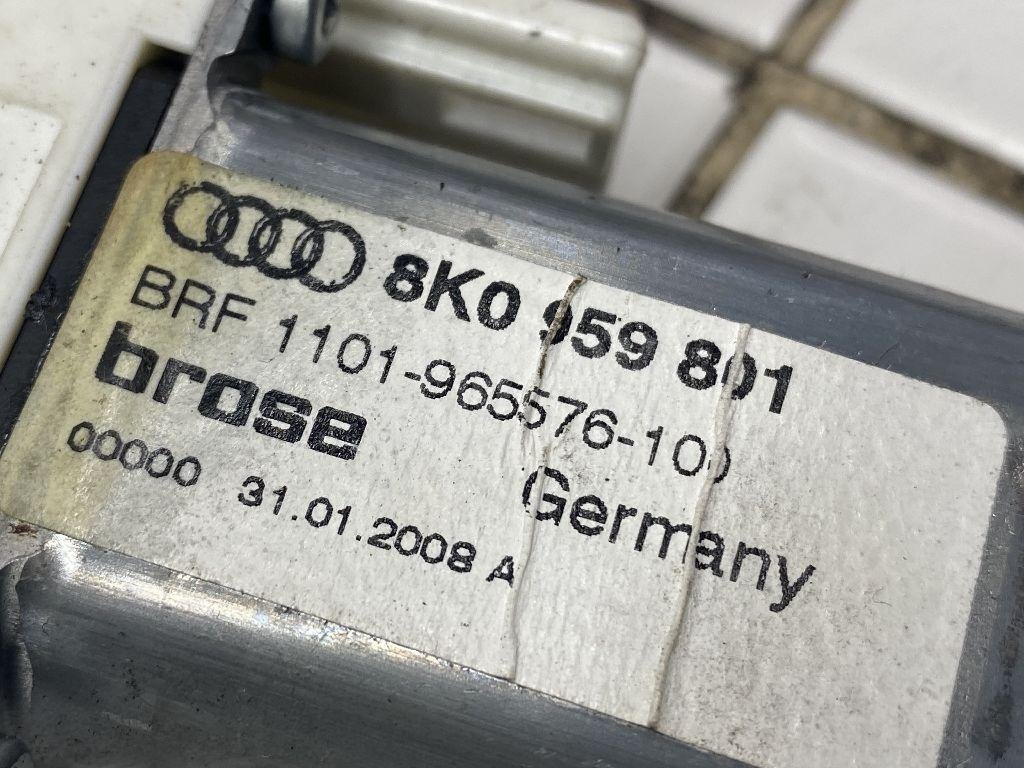 8K0 959 801
BRF 1101-965576-100
brose
Germany
00000 31.01.2008 A